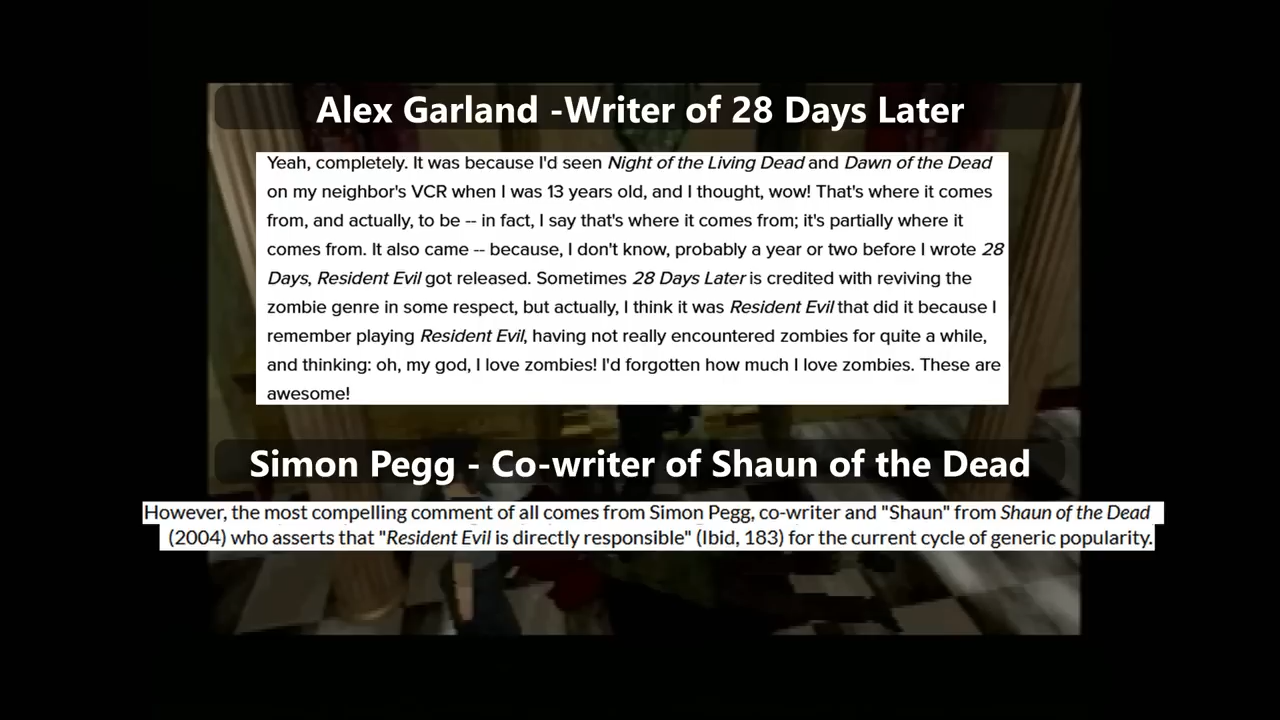 Alex Garland -Writer of 28 Days Later
Yeah, completely. It was because I'd seen Night of the Living Dead and Dawn of the Dead
on my neighbor's VCR when I was 13 years old, and I thought, wow! That's where it comes
from, and actually, to be -- in fact, I say that's where it comes from; it's partially where it
comes from. It also came -- because, I don't know, probably a year or two before I wrote 28
Days, Resident Evil got released. Sometimes 28 Days Later is credited with reviving the
zombie genre in some respect, but actually, I think it was Resident Evil that did it because I
remember playing Resident Evil, having not really encountered zombies for quite a while,
and thinking: oh, my god, I love zombies! I'd forgotten how much I love zombies. These are
awesome!
Simon Pegg - Co-writer of Shaun of the Dead
However, the most compelling comment of all comes from Simon Pegg, co-writer and "Shaun" from Shaun of the Dead
(2004) who asserts that "Resident Evil is directly responsible" (Ibid, 183) for the current cycle of generic popularity.